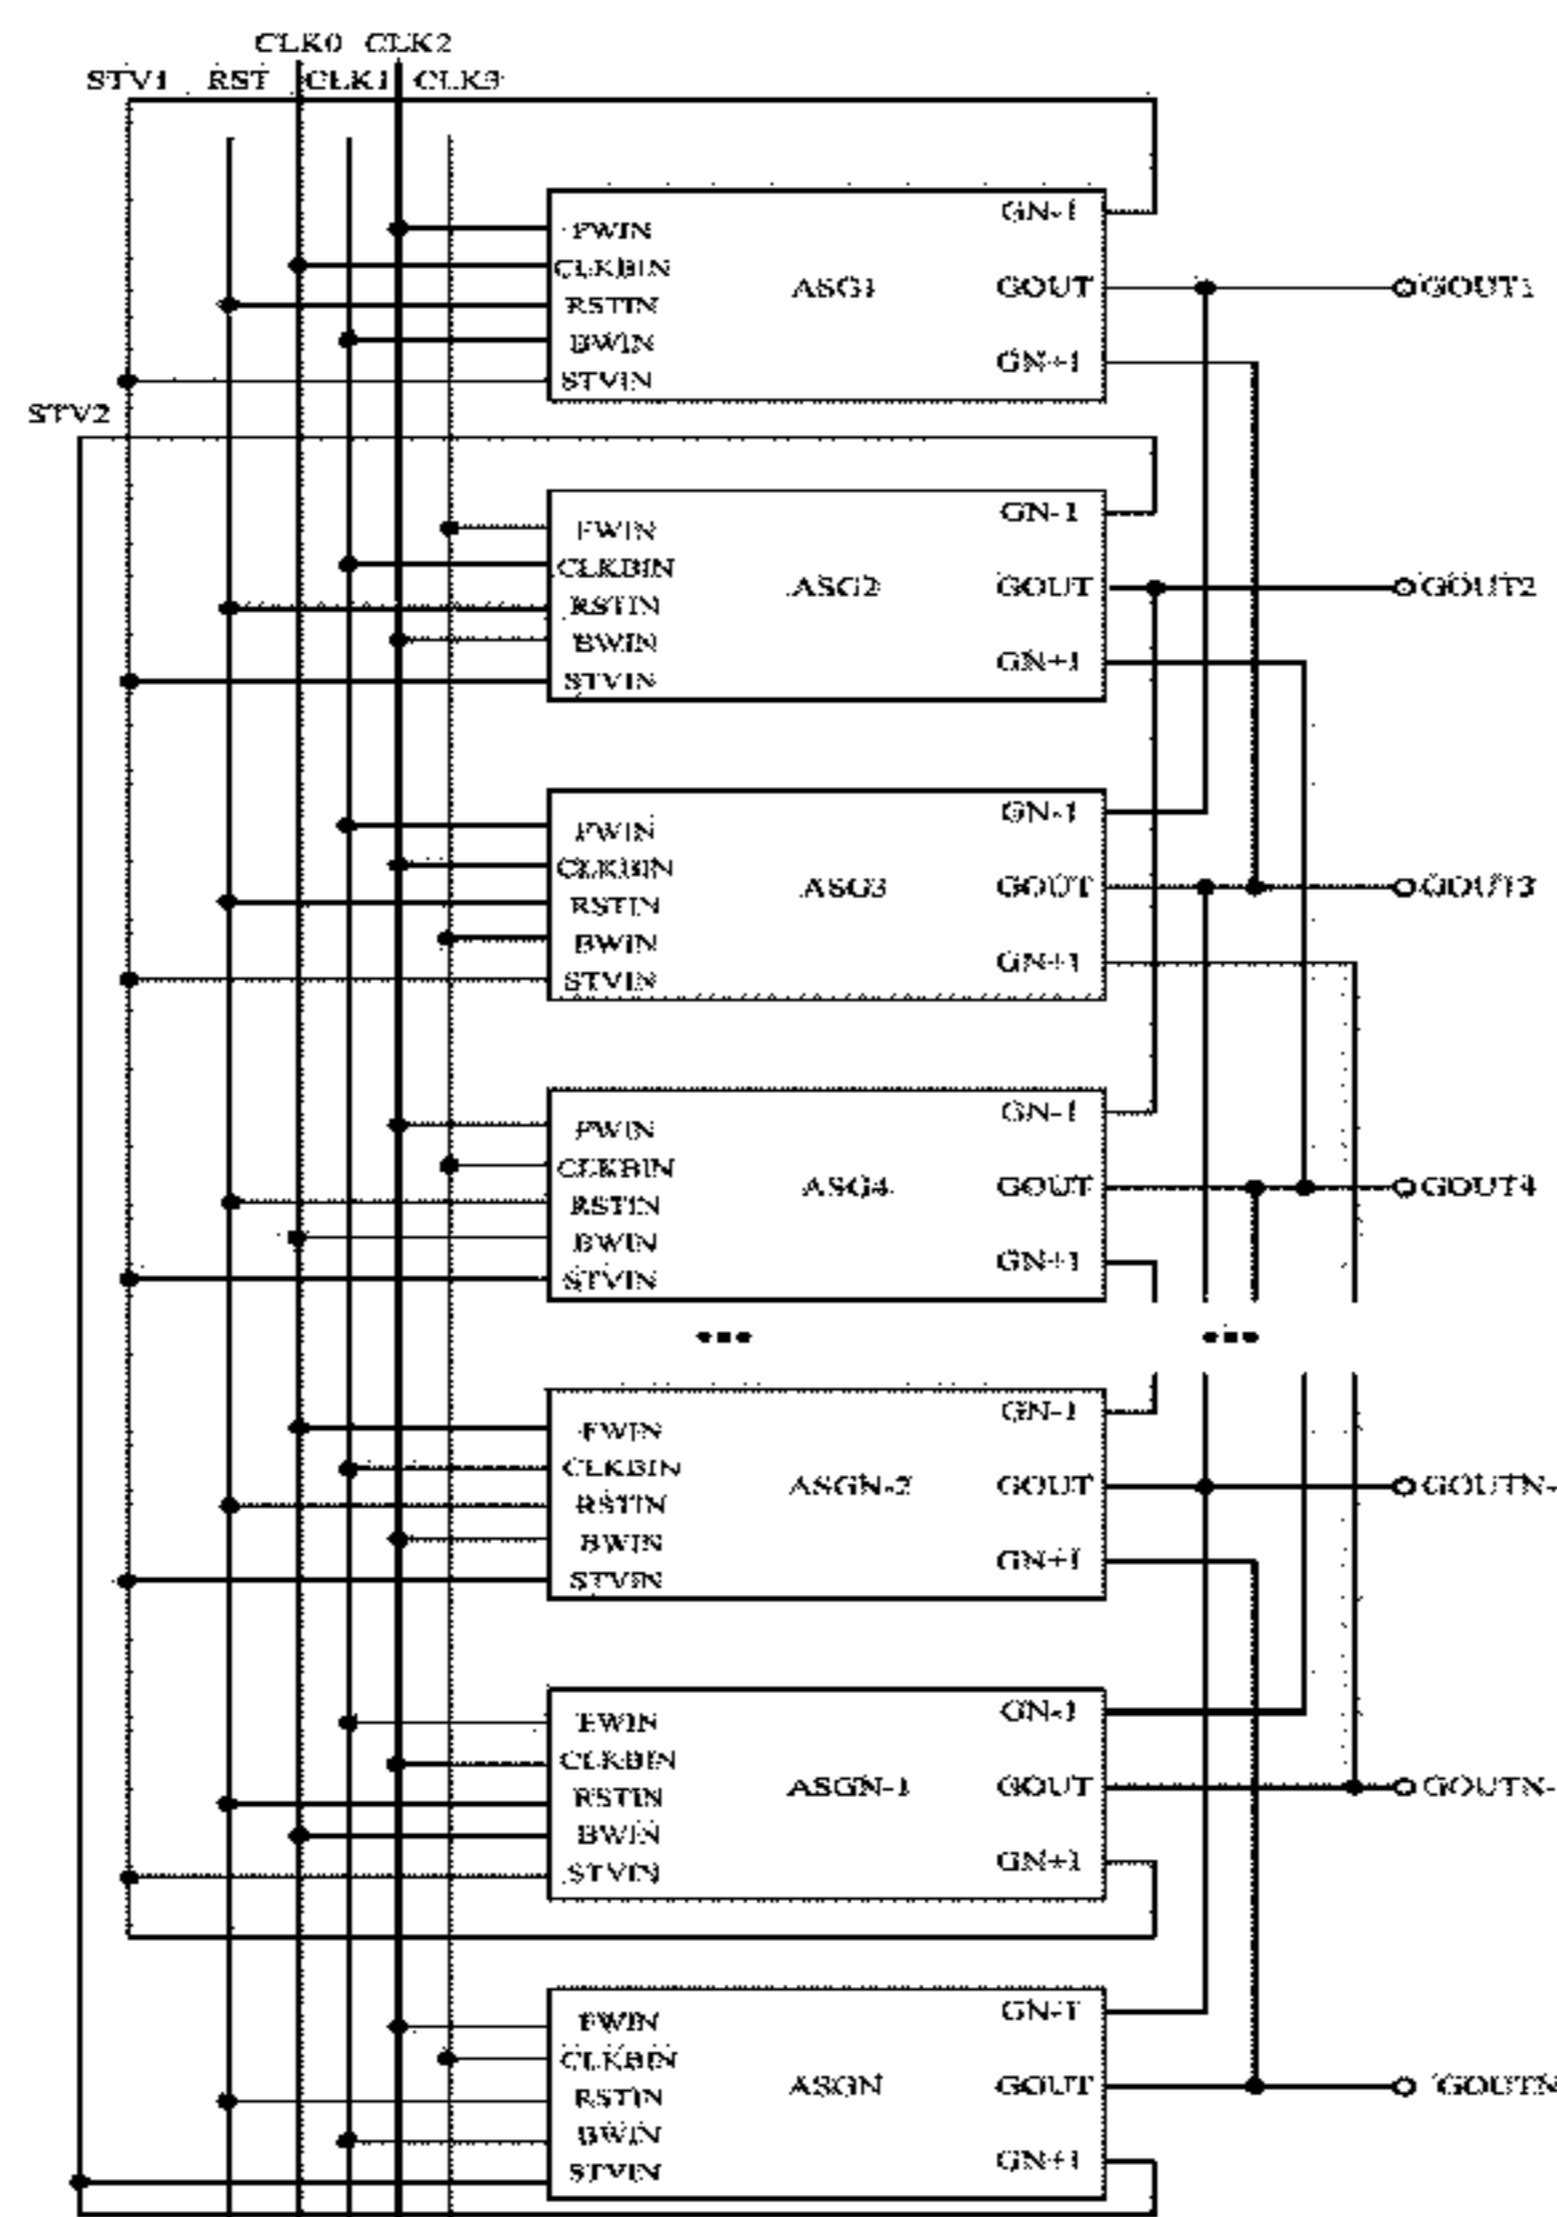 CLK0 CLK2
STV1 RST CLK1 CLK3
GN-1
FWIN
CLKBIN
ASG1 GOUT GOUT1
RSTIN
BWIN
GN+1
STVIN
STV2
GN-1
FWIN
CLKBIN
ASG2 GOUT GOUT2
RSTIN
BWIN
GN+1
STVIN
GN-1
FWIN
CLKBIN
ASG3 GOUT GOUT3
RSTIN
BWIN
GN+1
STVIN
GN-1
FWIN
CLKBIN
ASG4 GOUT GOUT4
RSTIN
BWIN
GN+1
STVIN
... ...
GN-1
FWIN
CLKBIN
ASGN-2 GOUT GOUTN-
RSTIN
BWIN
GN+1
STVIN
GN-1
FWIN
CLKBIN
ASGN-1 GOUT GOUTN-
RSTIN
BWIN
GN+1
STVIN
GN-1
FWIN
CLKBIN
ASGN GOUT GOUTN
RSTIN
BWIN
GN+1
STVIN